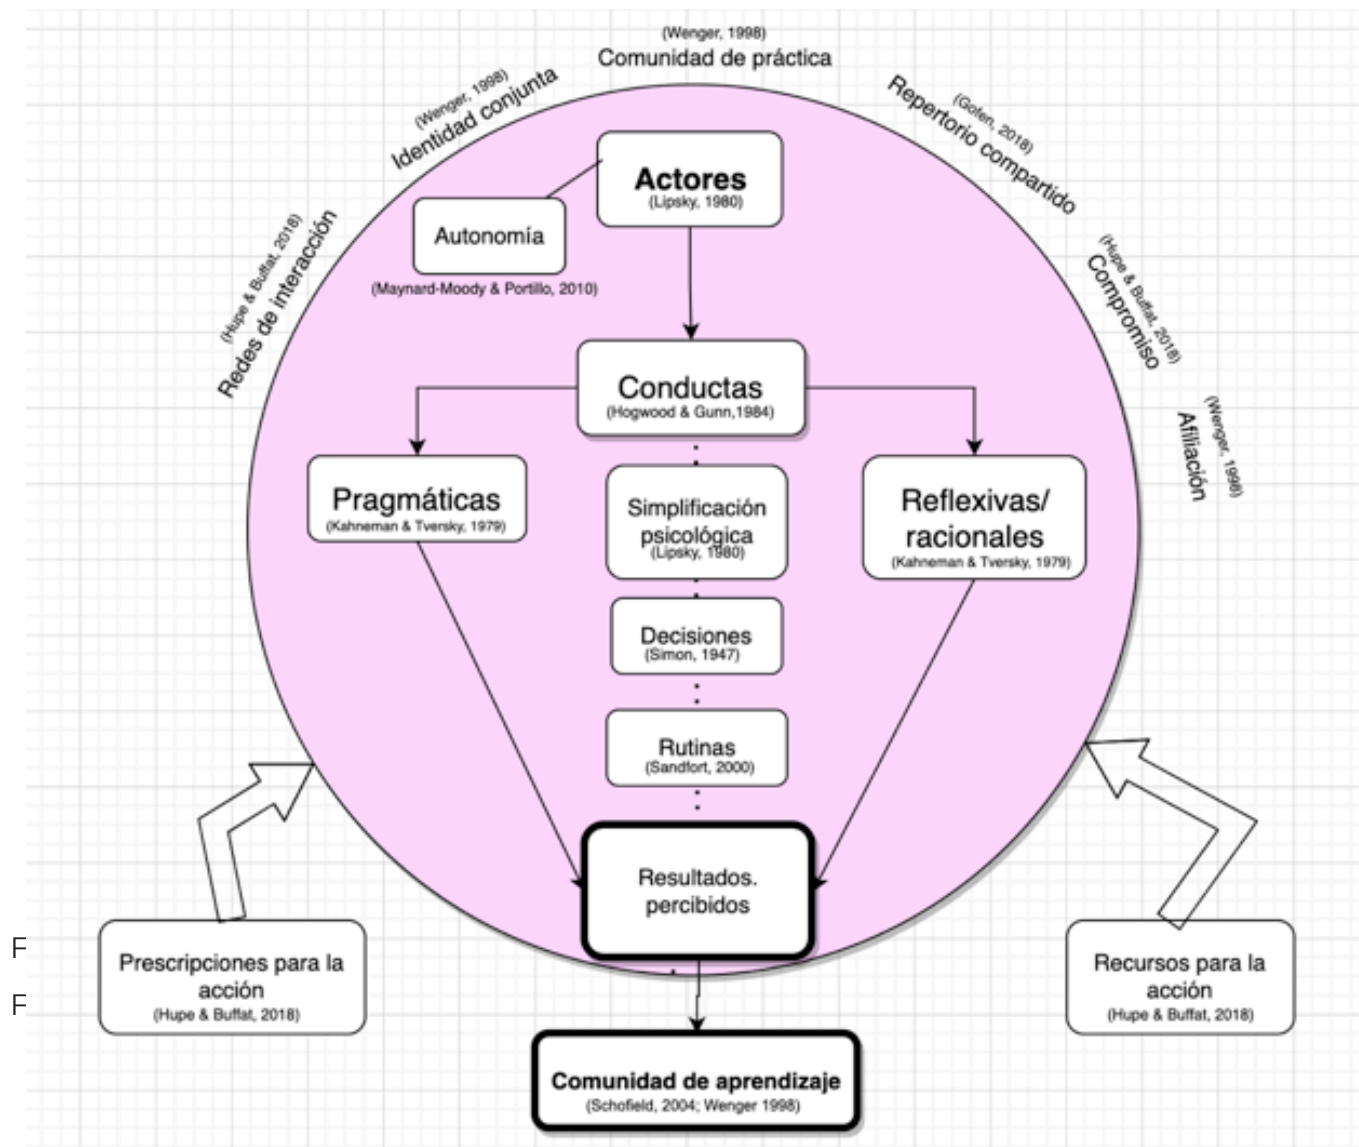 (Wenger, 1998)
Comunidad de práctica
(Wenger, 1998)
Identidad conjunta
(Gofen, 2018)
Repertorio compartido
(Hupe & Buffat, 2018)
Redes de interacción
(Hupe & Buffat, 2018)
Compromiso
(Wenger, 1998)
Afiliación
Actores
(Lipsky, 1980)
Autonomía
(Maynard-Moody & Portillo, 2010)
Conductas
(Hogwood & Gunn,1984)
Pragmáticas
(Kahneman & Tversky, 1979)
Simplificación
psicológica
(Lipsky, 1980)
Reflexivas/
racionales
(Kahneman & Tversky, 1979)
Decisiones
(Simon, 1947)
Rutinas
(Sandfort, 2000)
Resultados.
percibidos
F
F
Prescripciones para la
acción
(Hupe & Buffat, 2018)
Recursos para la
acción
(Hupe & Buffat, 2018)
Comunidad de aprendizaje
(Schofield, 2004; Wenger 1998)